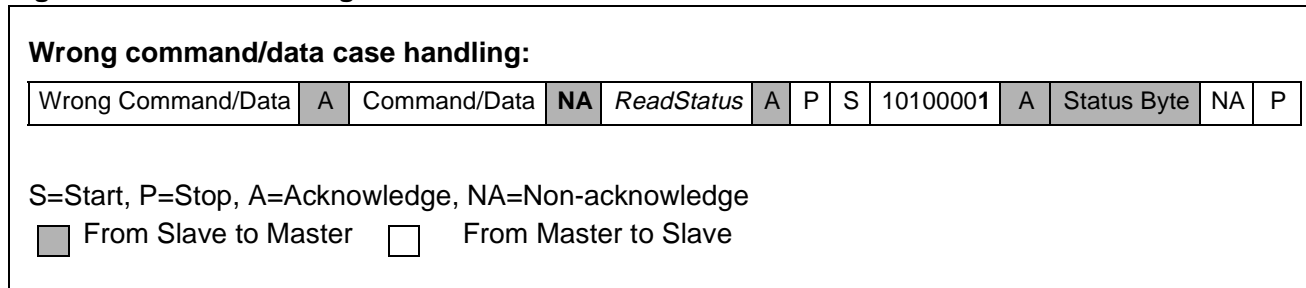 Wrong command/data case handling:
Wrong Command/Data A Command/Data NA ReadStatus A P S 10100001 A Status Byte NA P
S=Start, P=Stop, A=Acknowledge, NA=Non-acknowledge
From Slave to Master From Master to Slave